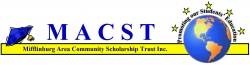 MACST
Mifflinburg Area Community Scholarship Trust Inc.
Promoting our Students' Education